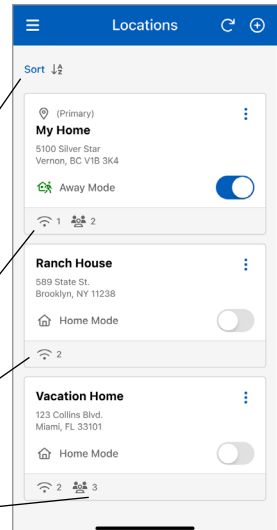 Locations
Sort
(Primary)
My Home
5100 Silver Star
Vernon, BC V1B 3K4
Away Mode
1 2
Ranch House
589 State St.
Brooklyn, NY 11238
Home Mode
2
Vacation Home
123 Collins Blvd.
Miami, FL 33101
Home Mode
2 3